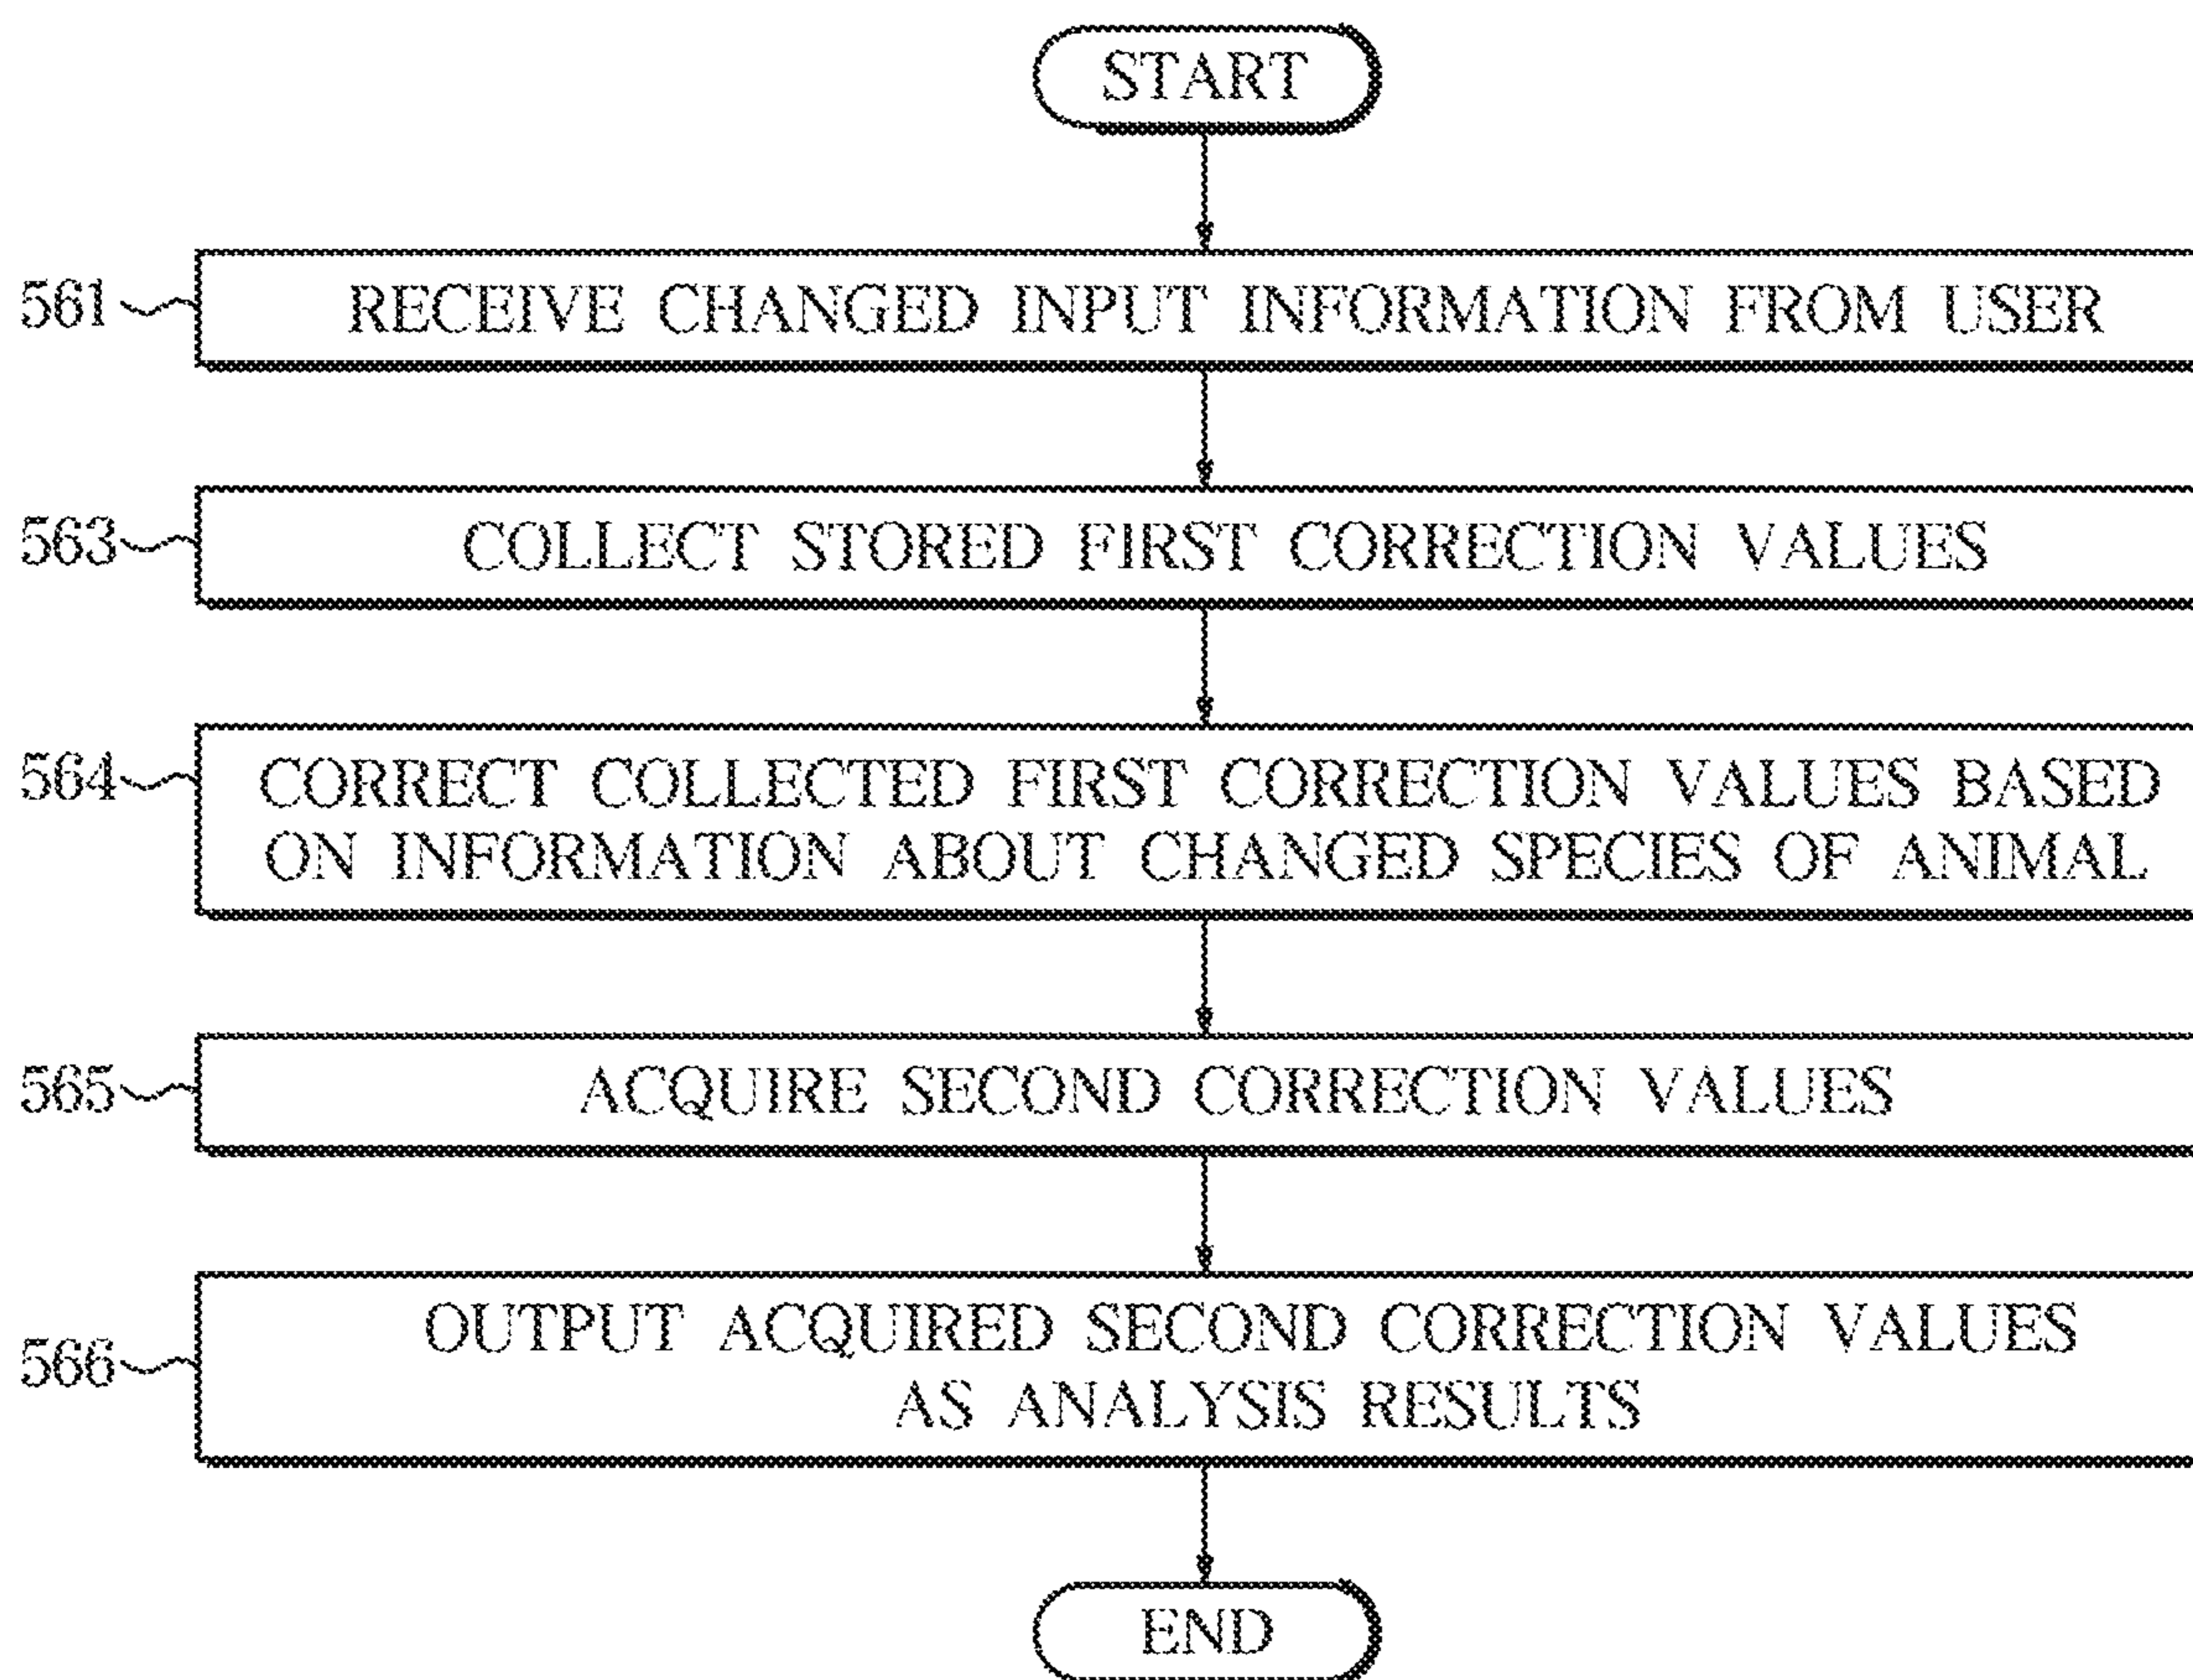 START
561
RECEIVE CHANGED INPUT INFORMATION FROM USER
563
COLLECT STORED FIRST CORRECTION VALUES
564
CORRECT COLLECTED FIRST CORRECTION VALUES BASED
ON INFORMATION ABOUT CHANGED SPECIES OF ANIMAL
565
ACQUIRE SECOND CORRECTION VALUES
566
OUTPUT ACQUIRED SECOND CORRECTION VALUES
AS ANALYSIS RESULTS
END